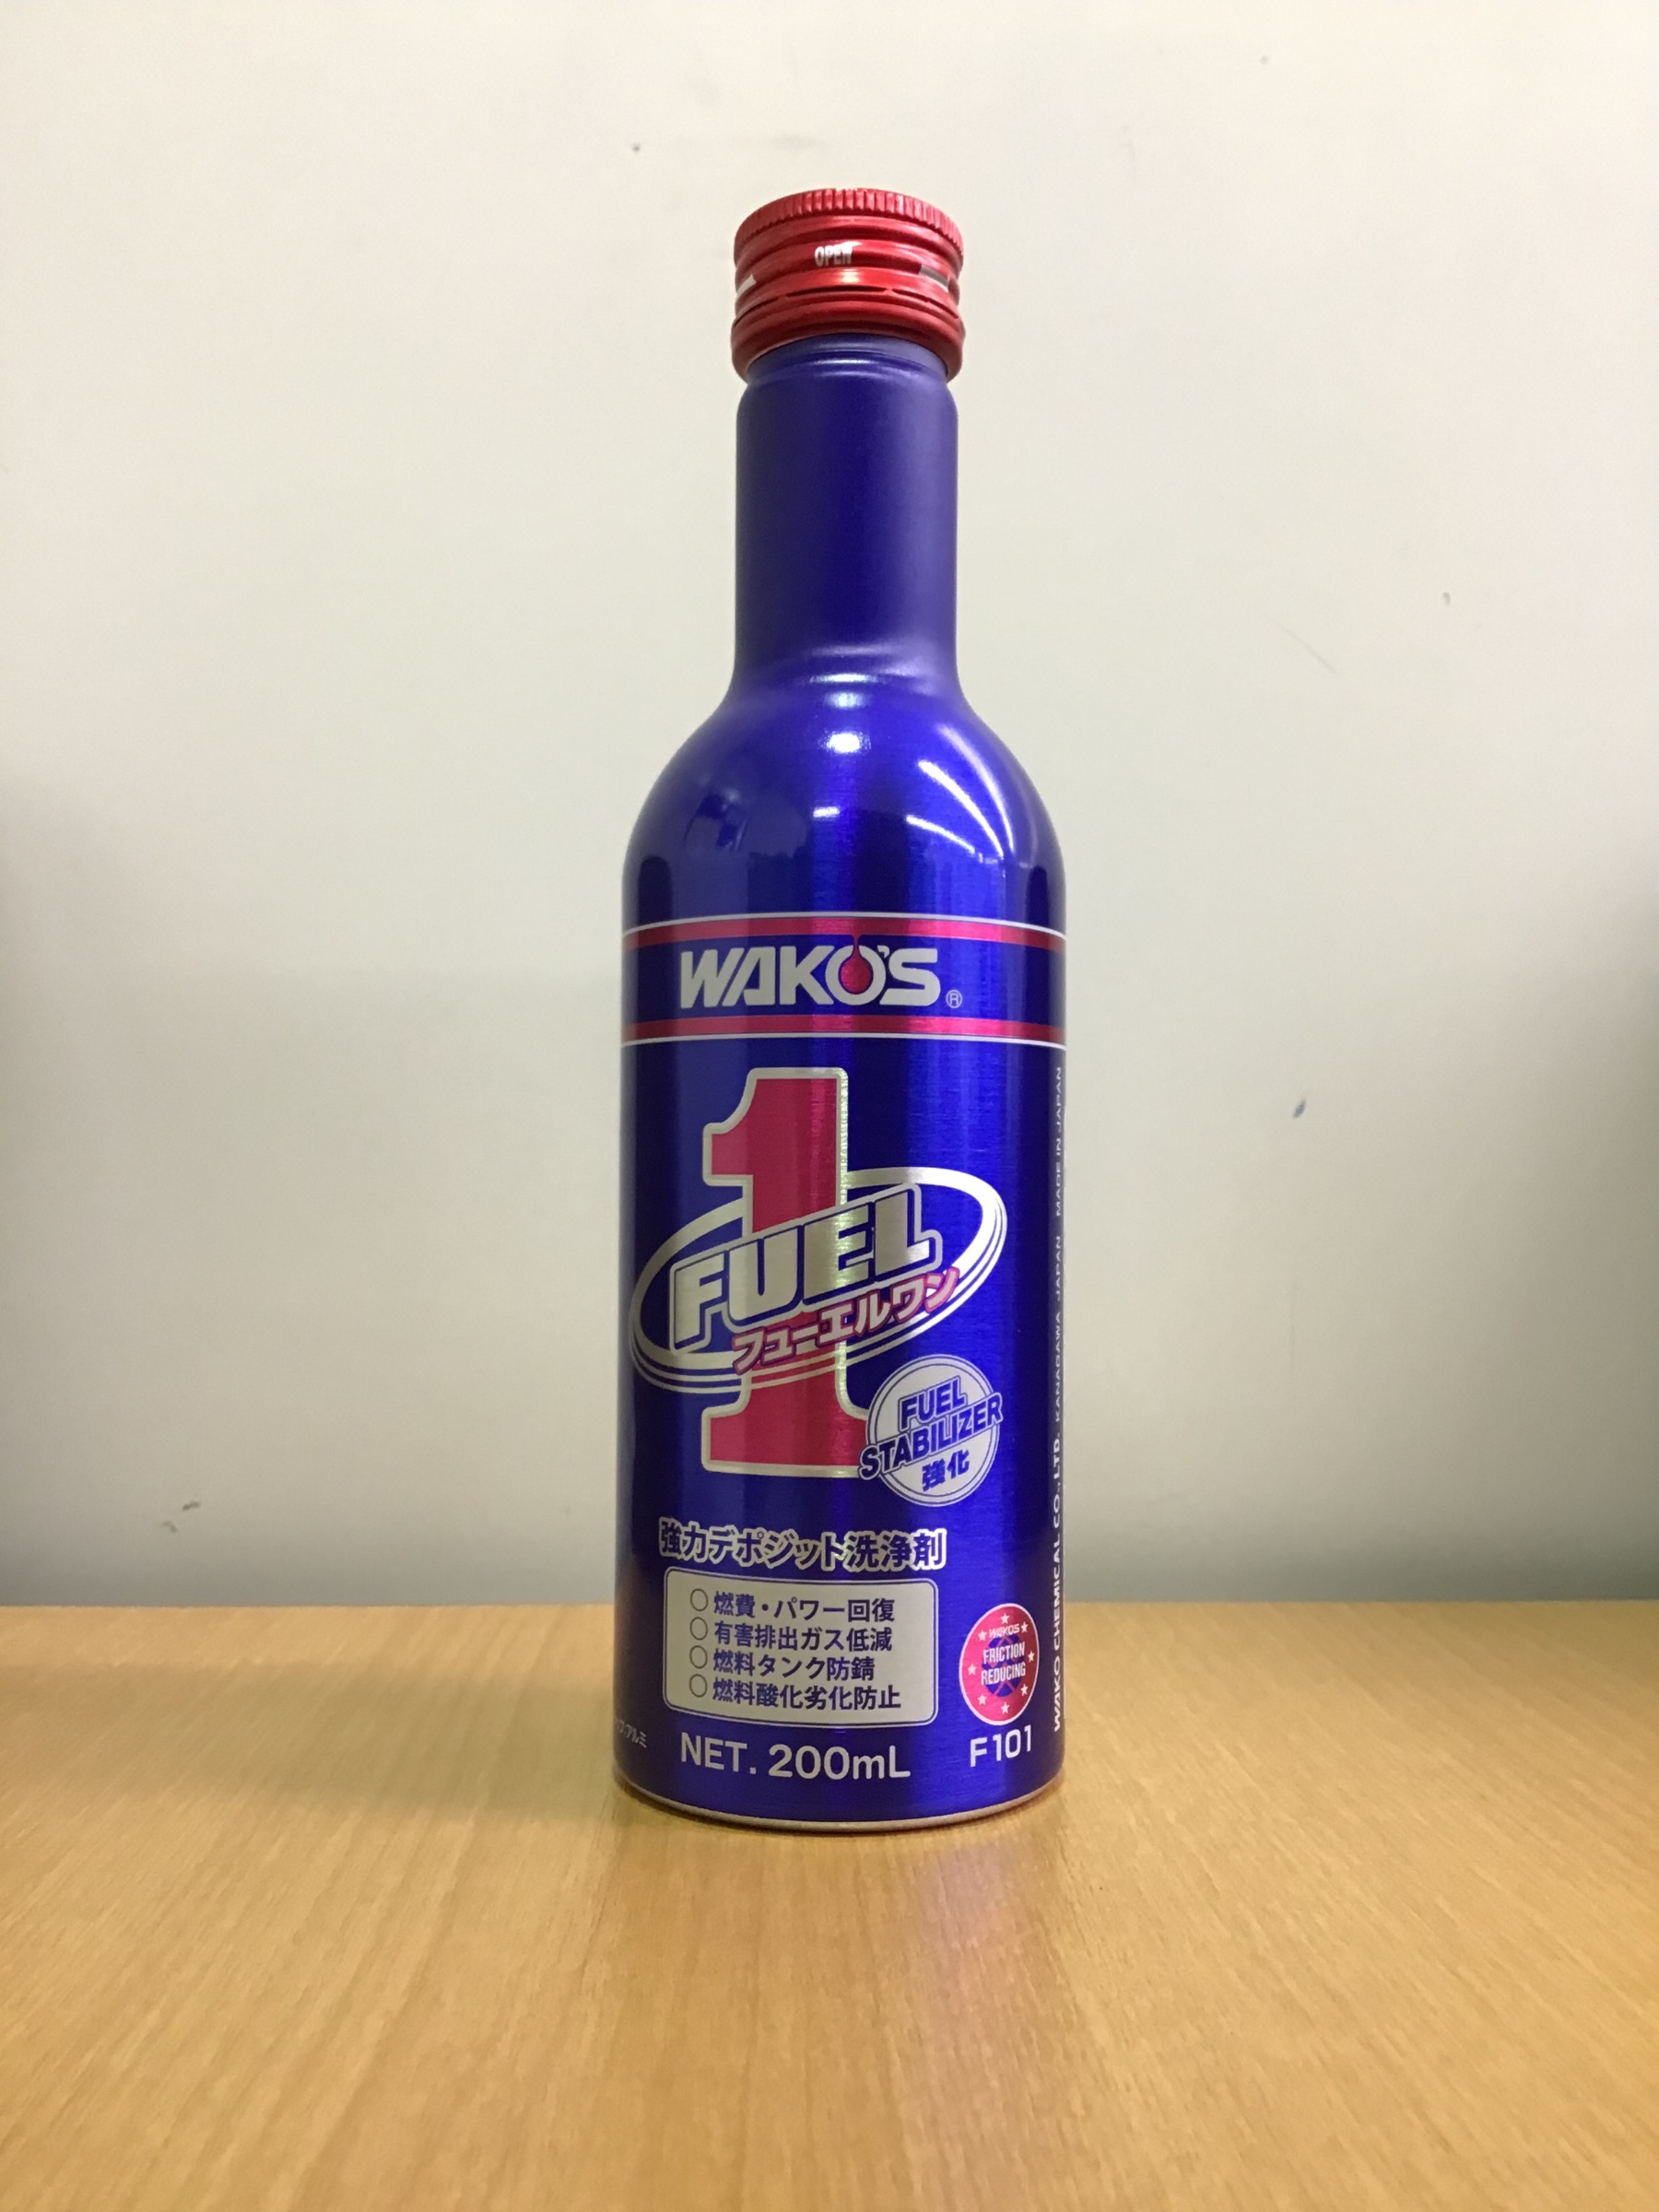 OPEN
WAKO'S®
1
FUEL
フューエルワン
FUEL
STABILIZER
強化
強力デポジット洗浄剤
○燃費・パワー回復
○有害排出ガス低減
○燃料タンク防錆
○燃料酸化劣化防止
WAKO'S
FRICTION
REDUCING
NET. 200mL
F101
WAKO CHEMICAL CO.,LTD. KANAGAWA, JAPAN MADE IN JAPAN
アルミ